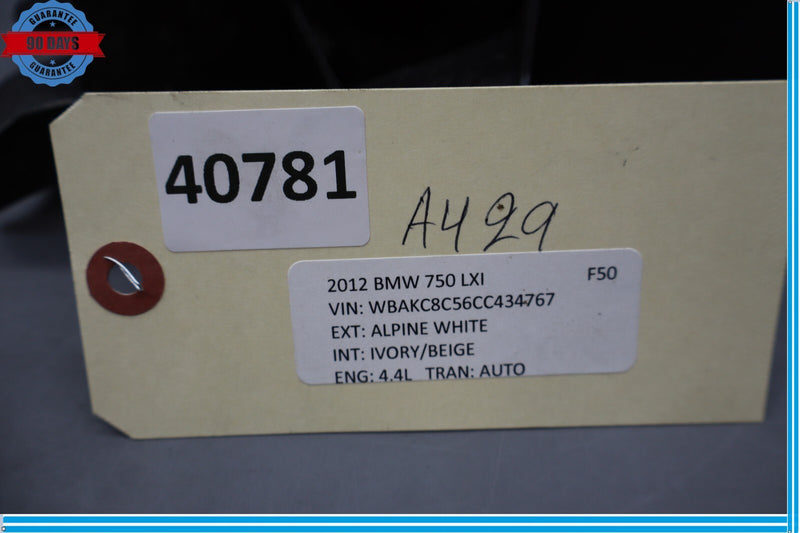 GUARANTEE
90 DAYS
GUARANTEE
40781
A429
2012 BMW 750 LXI F50
VIN: WBAKC8C56CC434767
EXT: ALPINE WHITE
INT: IVORY/BEIGE
ENG: 4.4L TRAN: AUTO